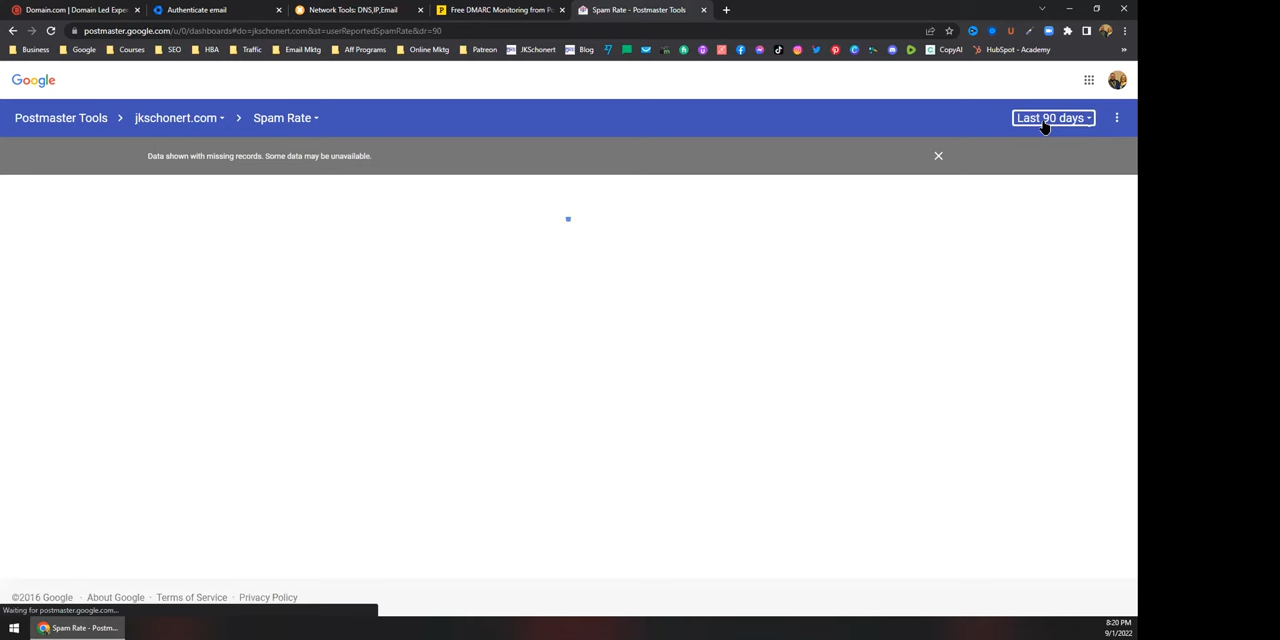 Domain.com | Domain Led Exper
Authenticate email
Network Tools: DNS,IP,Email
Free DMARC Monitoring from Po
Spam Rate - Postmaster Tools
postmaster.google.com/u/0/dashboards#do=jkschonert.com&st=userReportedSpamRate&dr=90
Business Google Courses SEO HBA Traffic Email Mktg Aff Programs Online Mktg Patreon JKSchonert Blog CopyAI HubSpot - Academy »
Google
Postmaster Tools jkschonert.com Spam Rate Last 90 days
Data shown with missing records. Some data may be unavailable.
©2016 Google · About Google · Terms of Service · Privacy Policy
Waiting for postmaster.google.com...
Spam Rate - Postm...
8:20 PM
9/1/2022